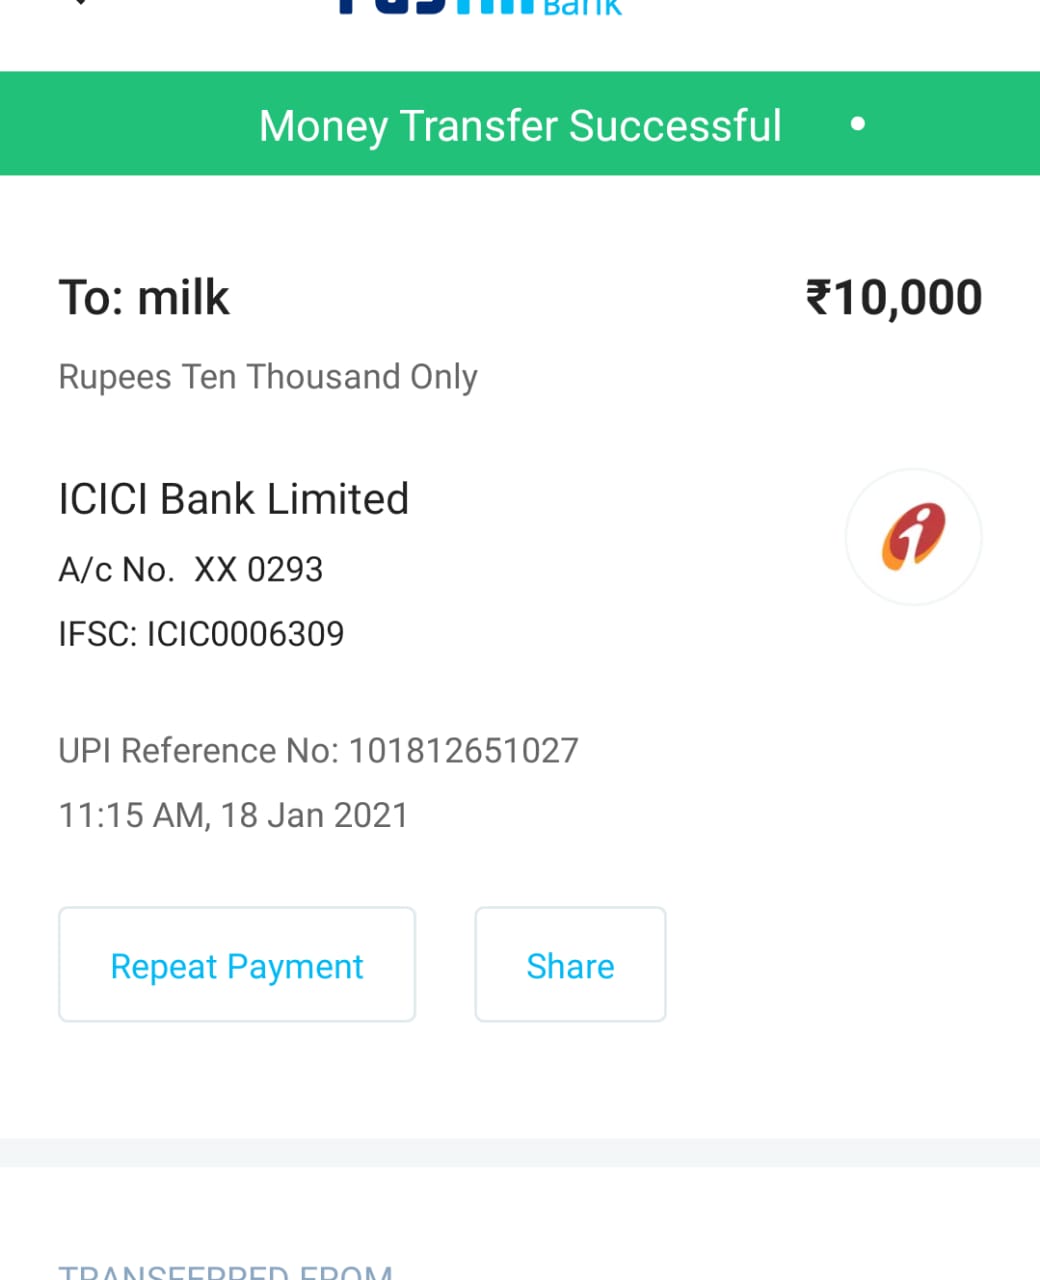 Paytm Bank
Money Transfer Successful
To: milk
₹10,000
Rupees Ten Thousand Only
ICICI Bank Limited
A/c No. XX 0293
IFSC: ICIC0006309
UPI Reference No: 101812651027
11:15 AM, 18 Jan 2021
Repeat Payment
Share
TRANSFERRED FROM